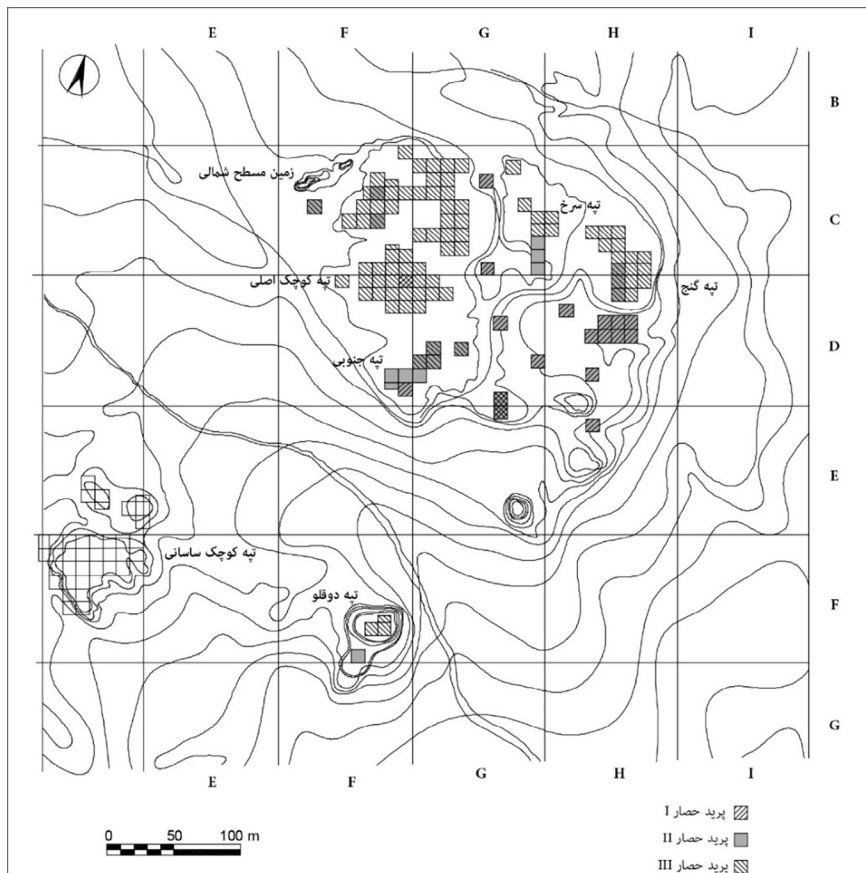 E F G H I
B
زمین مسطح شمالی
تپه سرخ
C
تپه کوچک اصلی
تپه گنج
D
تپه جنوبی
E
تپه کوچک ساسانی
تپه دوقلو
F
G
E F G H I
0 50 100 m
پرید حصار I
پرید حصار II
پرید حصار III